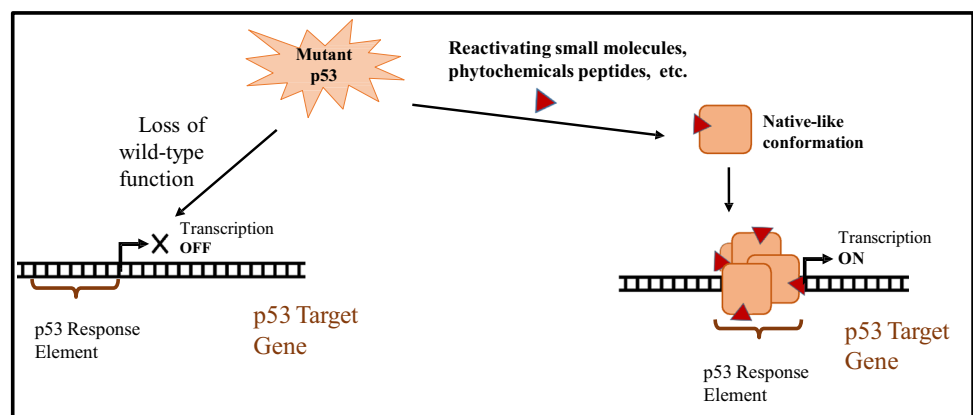 Mutant
p53
Reactivating small molecules,
phytochemicals peptides, etc.
Loss of
wild-type
function
Native-like
conformation
Transcription
OFF
Transcription
ON
p53 Response
Element
p53 Target
Gene
p53 Response
Element
p53 Target
Gene